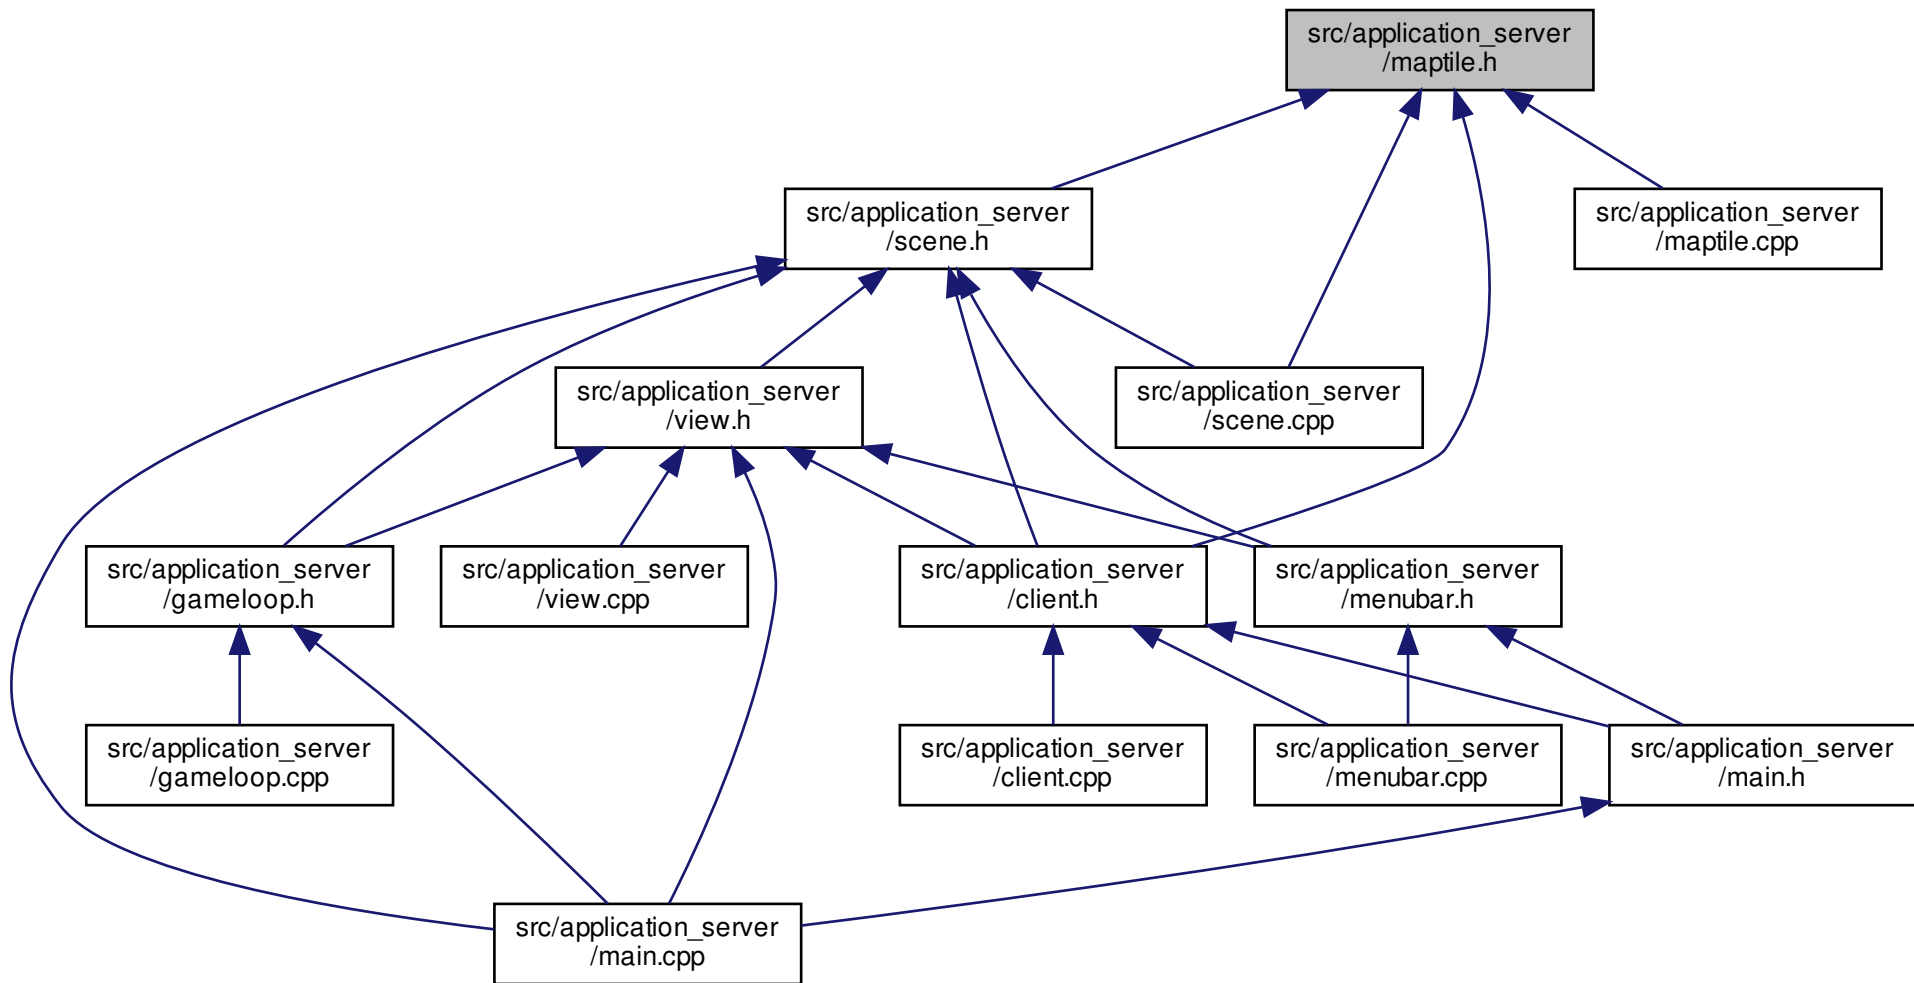 src/application_server
/maptile.h
src/application_server
/scene.h
src/application_server
/maptile.cpp
src/application_server
/view.h
src/application_server
/scene.cpp
src/application_server
/gameloop.h
src/application_server
/view.cpp
src/application_server
/client.h
src/application_server
/menubar.h
src/application_server
/gameloop.cpp
src/application_server
/client.cpp
src/application_server
/menubar.cpp
src/application_server
/main.h
src/application_server
/main.cpp